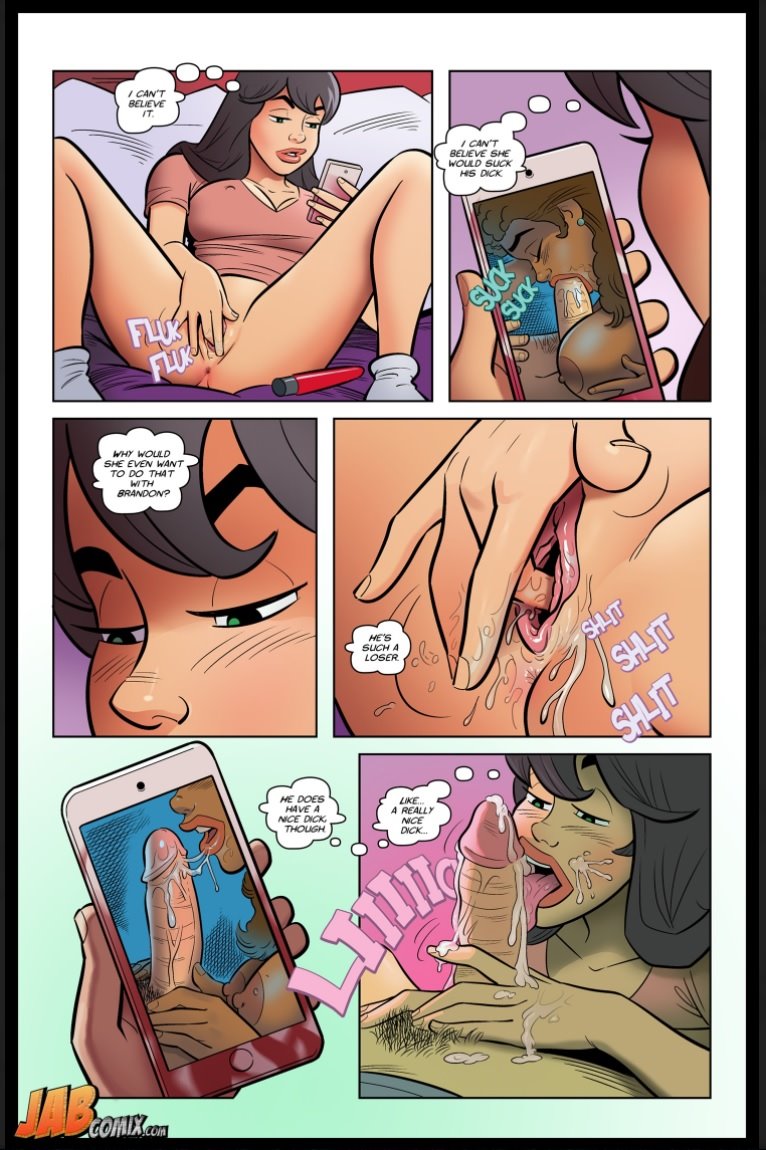 I CAN'T
BELIEVE
IT.
FLUK
FLUK
I CAN'T
BELIEVE SHE
WOULD SUCK
HIS DICK.
SUCK
SUCK
WHY WOULD
SHE EVEN WANT
TO DO THAT
WITH
BRANDON?
HE'S
SUCH A
LOSER.
SHLIT
SHLIT
SHLIT
HE DOES
HAVE A
NICE DICK,
THOUGH.
LIKE...
A REALLY
NICE
DICK...
JABCOMIX.COM